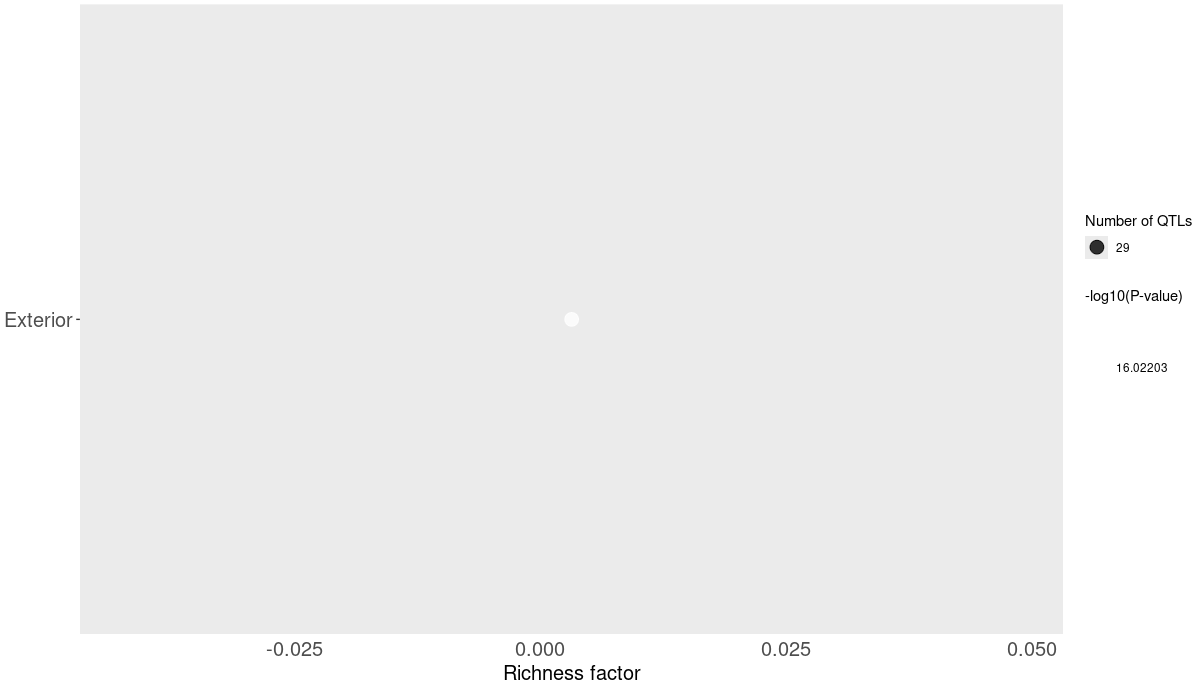 Number of QTLs
29
-log10(P-value)
16.02203
Exterior
-0.025 0.000 0.025 0.050
Richness factor